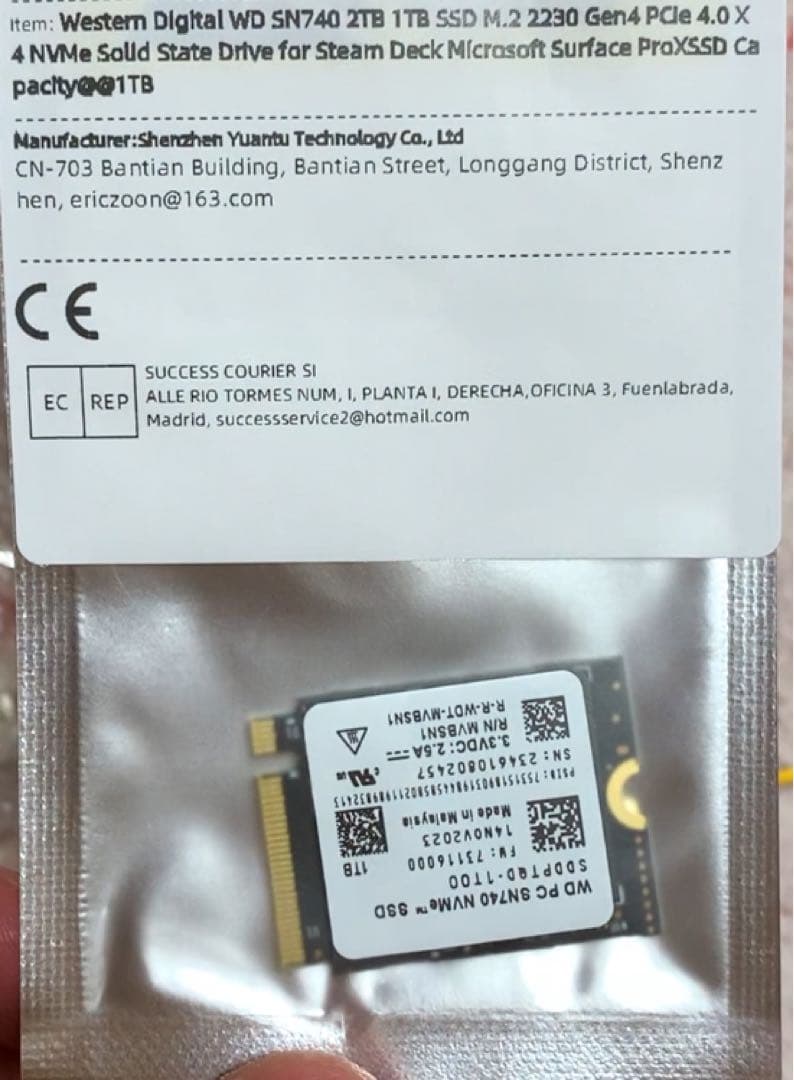 Item: Western Digital WD SN740 2TB 1TB SSD M.2 2230 Gen4 PCIe 4.0 X
4 NVMe Solid State Drive for Steam Deck Microsoft Surface ProXSSD Ca
pacity@@1TB
Manufacturer:Shenzhen Yuantu Technology Co., Ltd
CN-703 Bantian Building, Bantian Street, Longgang District, Shenz
hen, ericzoon@163.com
CE
EC REP
SUCCESS COURIER SI
ALLE RIO TORMES NUM, I, PLANTA I, DERECHA,OFICINA 3, Fuenlabrada,
Madrid, successservice2@hotmail.com
WD PC SN740 NVMe™ SSD
SDDPTQD-1T00
FW: 73116000
1TB
14NOV2023
Made in Malaysia
PSID:
SN: 234610802457
3.3VDC: 2.5A
R/N MVBSN1
R-R-WDT-MVBSN1